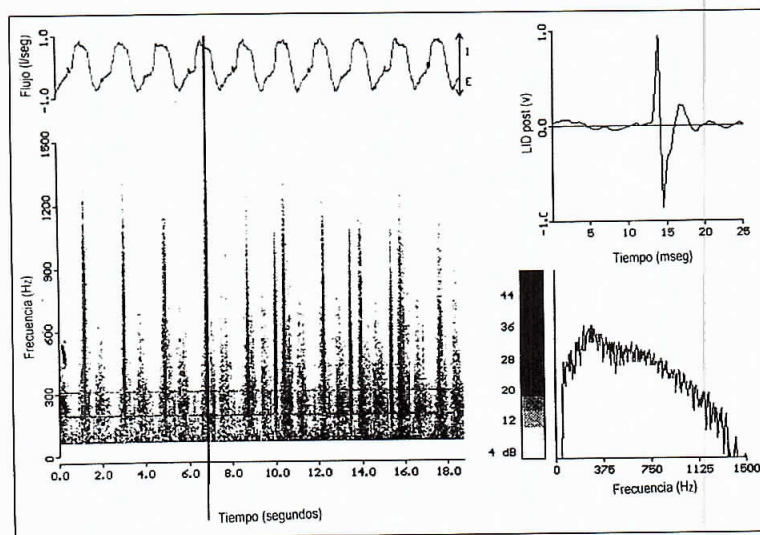 Flujo (l/seg)
1.0
-1.0
I
E
Frecuencia (Hz)
1500
1200
900
600
300
0
0.0 2.0 4.0 6.0 8.0 10.0 12.0 14.0 16.0 18.0
Tiempo (segundos)
LID post (v)
1.0
0.0
-1.0
5 10 15 20 25
Tiempo (mseg)
44
36
28
20
12
4 dB
0 375 750 1125 1500
Frecuencia (Hz)